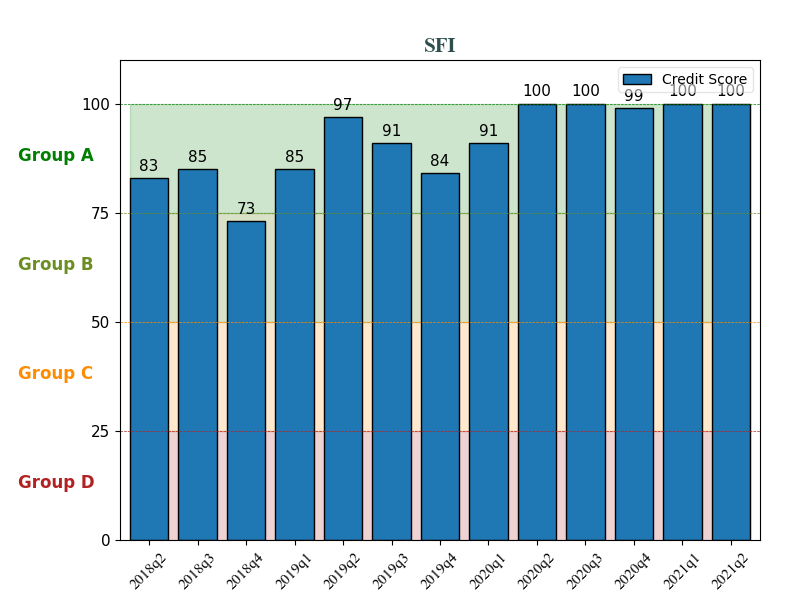 SFI
Credit Score
100
100
99
100
100
97
91
91
85
85
84
83
73
100
75
50
25
0
Group A
Group B
Group C
Group D
2018q2
2018q3
2018q4
2019q1
2019q2
2019q3
2019q4
2020q1
2020q2
2020q3
2020q4
2021q1
2021q2